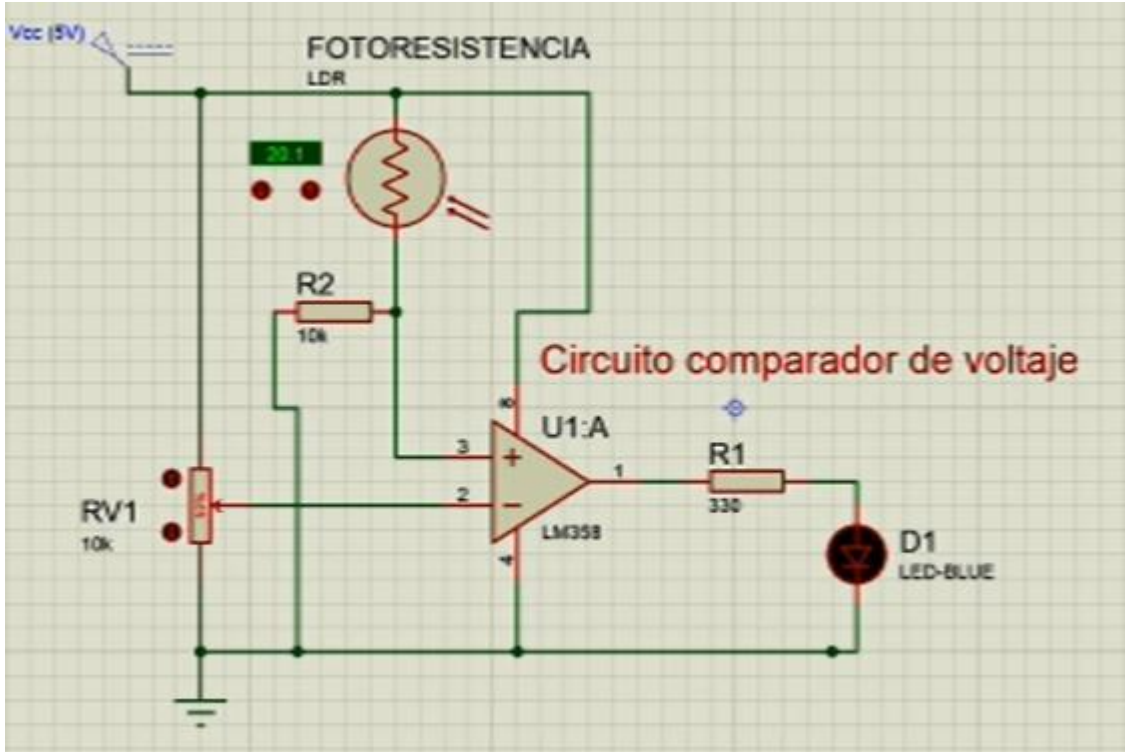 Vcc (5V)
FOTORESISTENCIA
LDR
20.1
R2
10k
Circuito comparador de voltaje
8
U1:A
3
+
1
R1
330
2
−
LM358
4
RV1
10k
D1
LED-BLUE